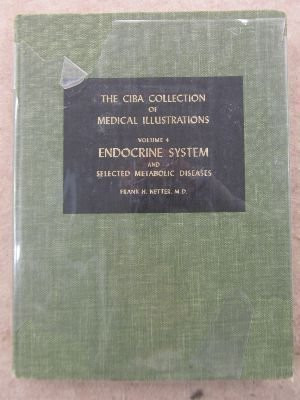 THE CIBA COLLECTION
OF
MEDICAL ILLUSTRATIONS
VOLUME 4
ENDOCRINE SYSTEM
AND
SELECTED METABOLIC DISEASES
FRANK H. NETTER, M.D.